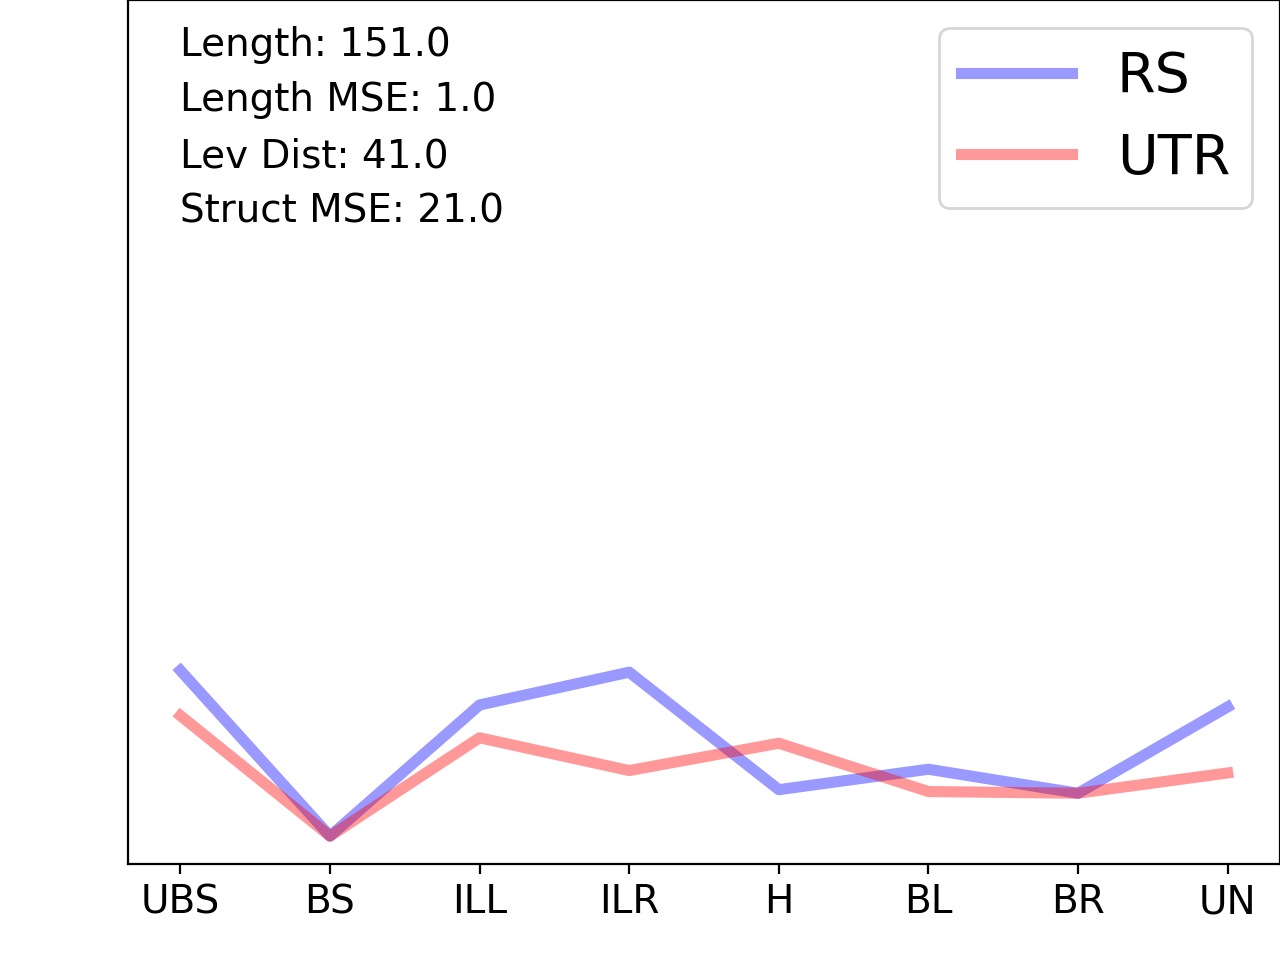 Length: 151.0
Length MSE: 1.0
Lev Dist: 41.0
Struct MSE: 21.0
RS
UTR
UBS BS ILL ILR H BL BR UN